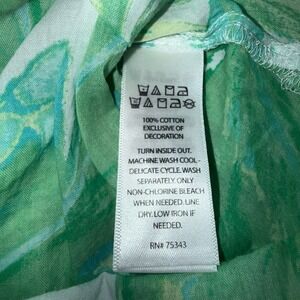 100% COTTON
EXCLUSIVE OF
DECORATION
TURN INSIDE OUT.
MACHINE WASH COOL -
DELICATE CYCLE. WASH
SEPARATELY ONLY
NON-CHLORINE BLEACH
WHEN NEEDED. LINE
DRY. LOW IRON IF
NEEDED.
RN# 75343